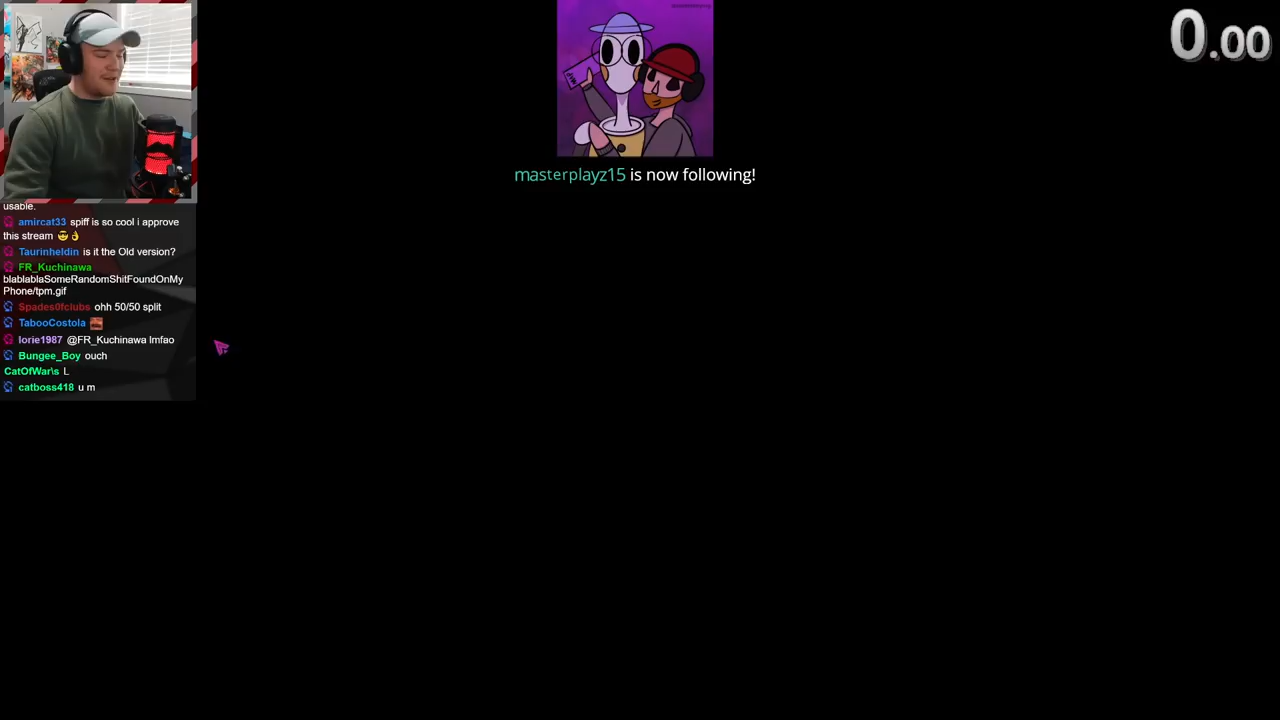 0.00
masterplayz15 is now following!
usable.
amircat33 spiff is so cool i approve
this stream 😎👌
Taurinheldin is it the Old version?
FR_Kuchinawa
blablablaSomeRandomShitFoundOnMy
Phone/tpm.gif
Spades0fclubs ohh 50/50 split
TabooCostola
lorie1987 @FR_Kuchinawa lmfao
Bungee_Boy ouch
CatOfWar\s L
catboss418 u m